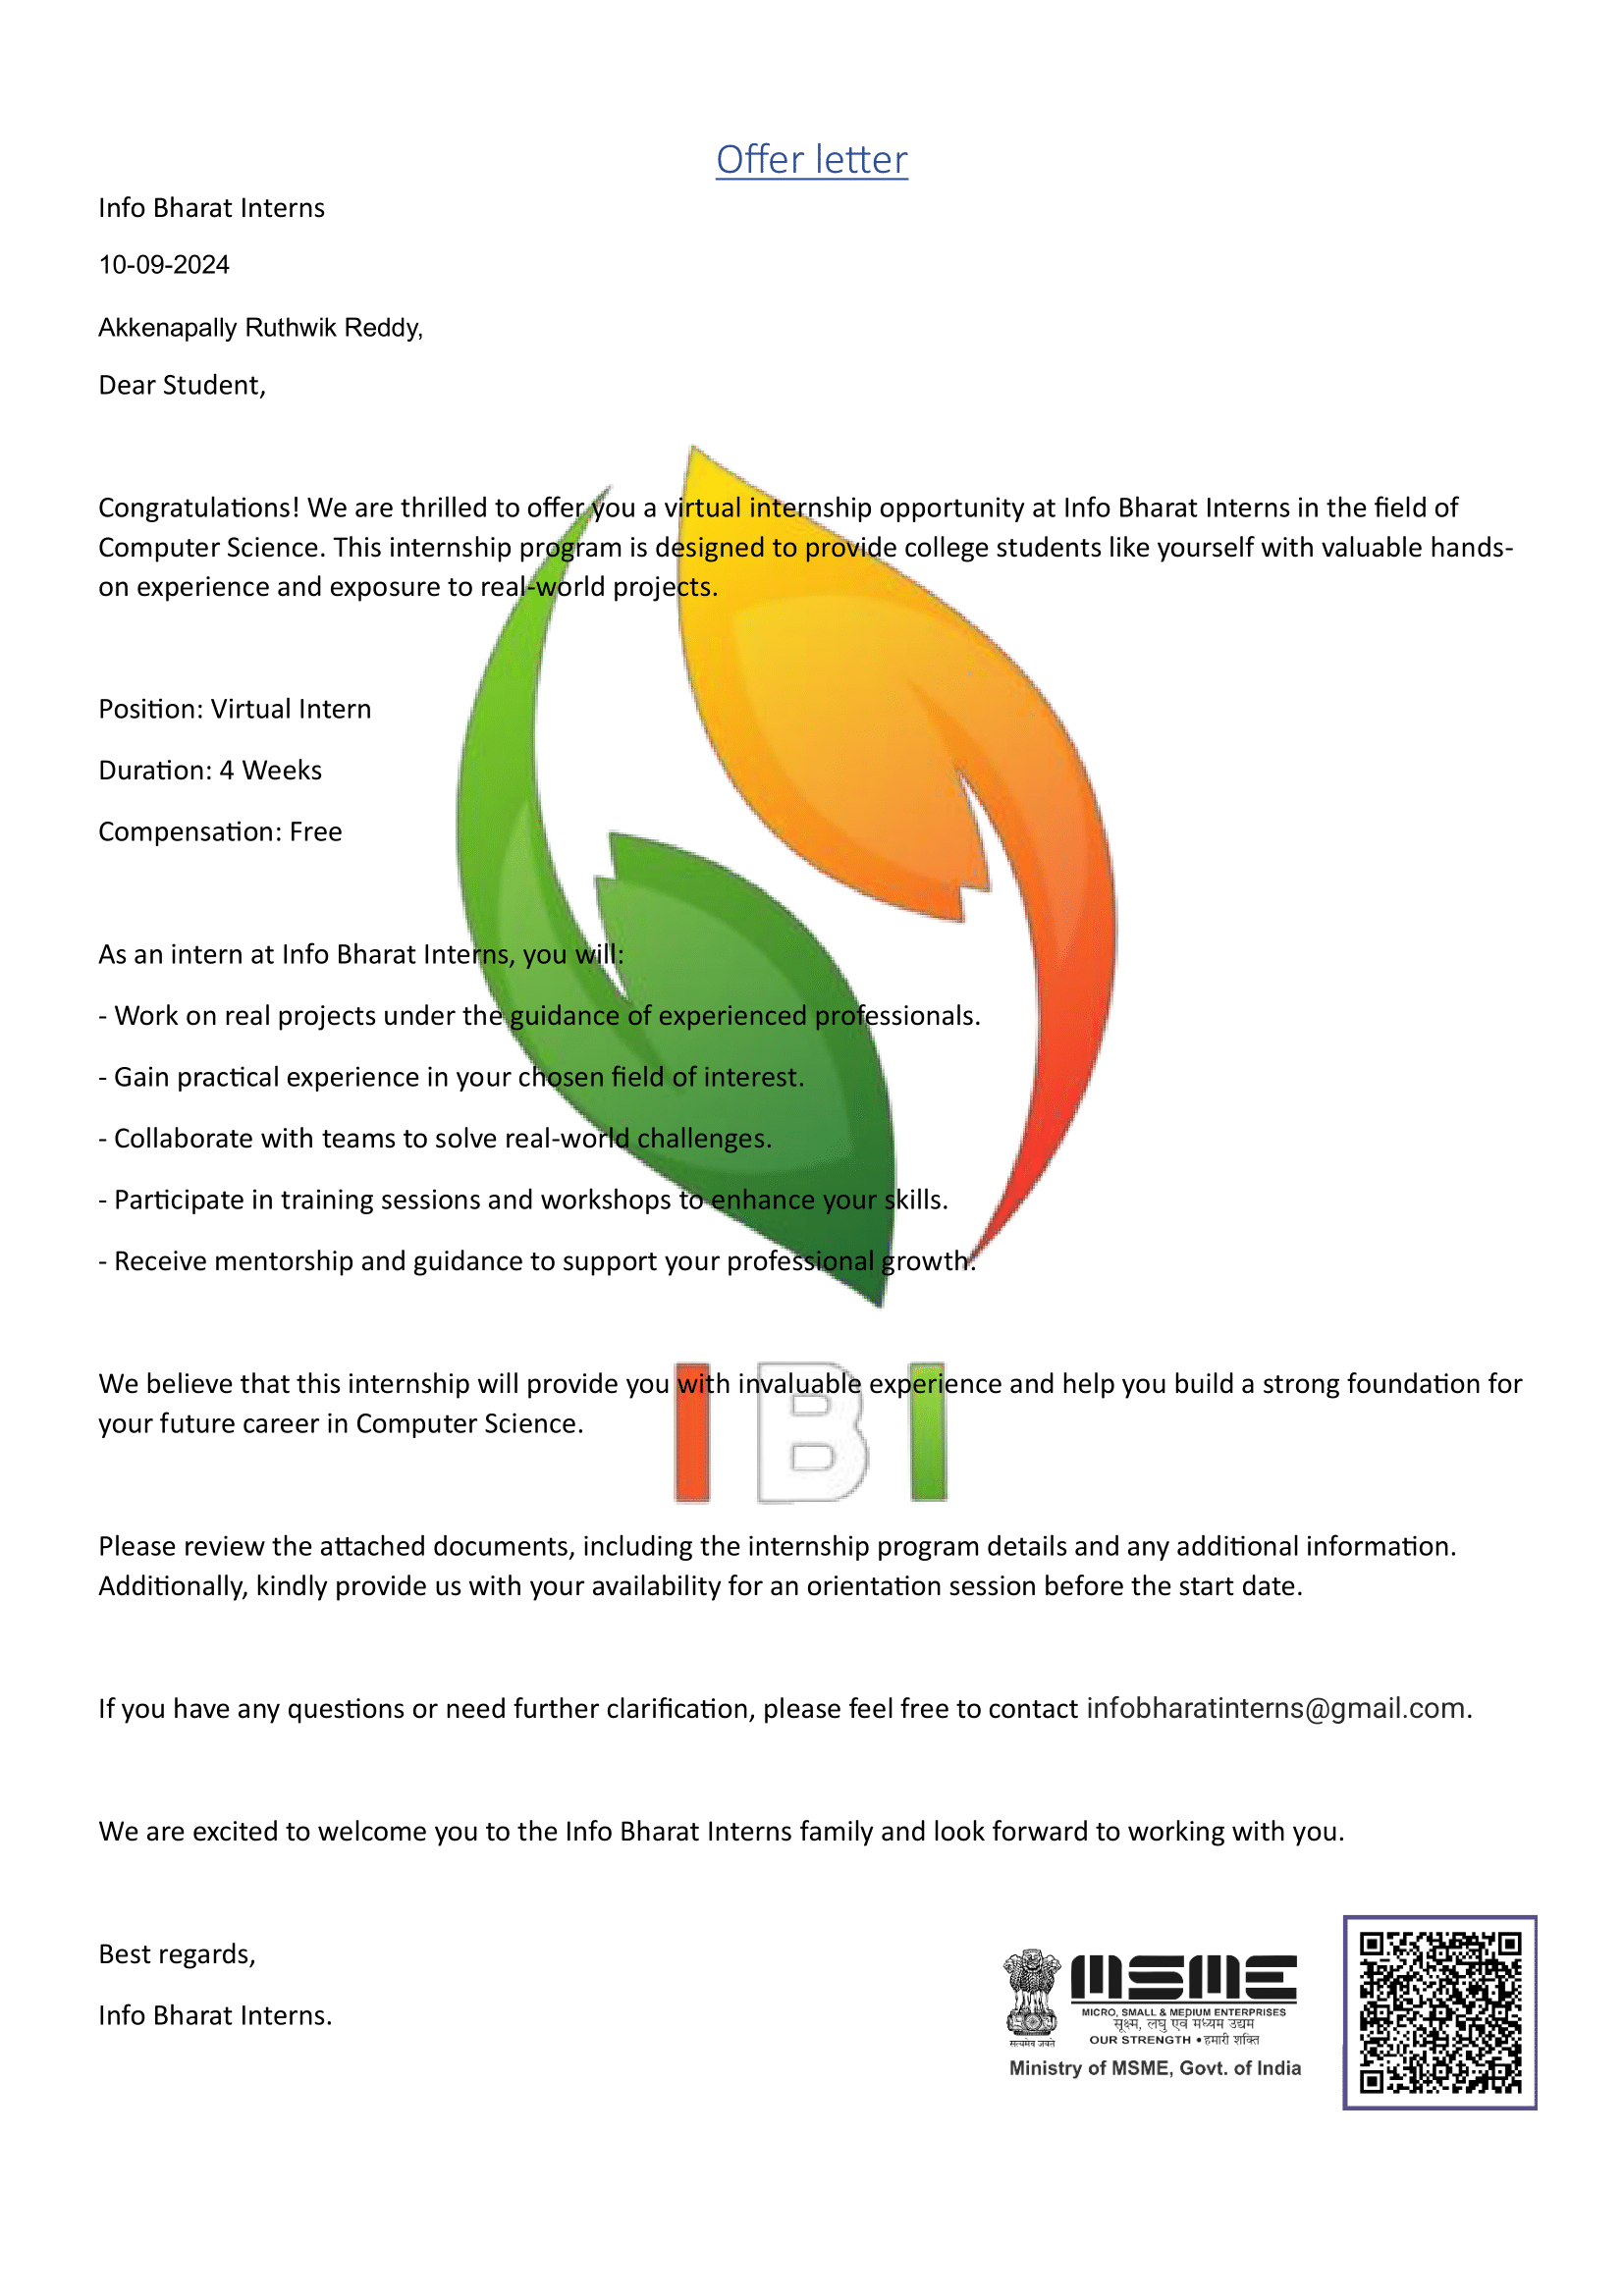 Offer letter
Info Bharat Interns
10-09-2024
Akkenapally Ruthwik Reddy,
Dear Student,
Congratulations! We are thrilled to offer you a virtual internship opportunity at Info Bharat Interns in the field of
Computer Science. This internship program is designed to provide college students like yourself with valuable hands-
on experience and exposure to real-world projects.
Position: Virtual Intern
Duration: 4 Weeks
Compensation: Free
As an intern at Info Bharat Interns, you will:
- Work on real projects under the guidance of experienced professionals.
- Gain practical experience in your chosen field of interest.
- Collaborate with teams to solve real-world challenges.
- Participate in training sessions and workshops to enhance your skills.
- Receive mentorship and guidance to support your professional growth.
We believe that this internship will provide you with invaluable experience and help you build a strong foundation for
your future career in Computer Science.
IBI
Please review the attached documents, including the internship program details and any additional information.
Additionally, kindly provide us with your availability for an orientation session before the start date.
If you have any questions or need further clarification, please feel free to contact infobharatinterns@gmail.com.
We are excited to welcome you to the Info Bharat Interns family and look forward to working with you.
Best regards,
Info Bharat Interns.
MSME
MICRO, SMALL & MEDIUM ENTERPRISES
सूक्ष्म, लघु एवं मध्यम उद्यम
OUR STRENGTH • हमारी शक्ति
सत्यमेव जयते
Ministry of MSME, Govt. of India